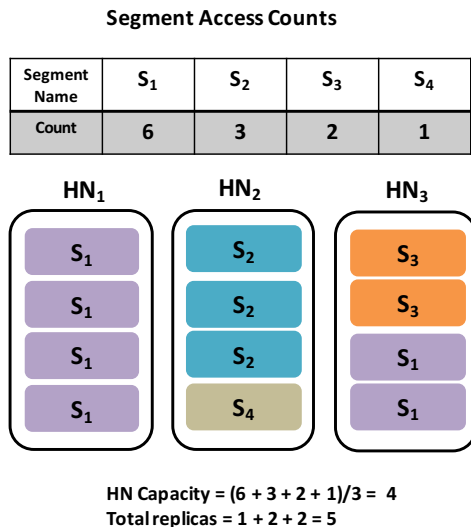 Segment Access Counts
Segment Name S₁ S₂ S₃ S₄
Count 6 3 2 1
HN₁ HN₂ HN₃
S₁ S₂ S₃
S₁ S₂ S₃
S₁ S₂ S₁
S₁ S₄ S₁
HN Capacity = (6 + 3 + 2 + 1)/3 = 4
Total replicas = 1 + 2 + 2 = 5